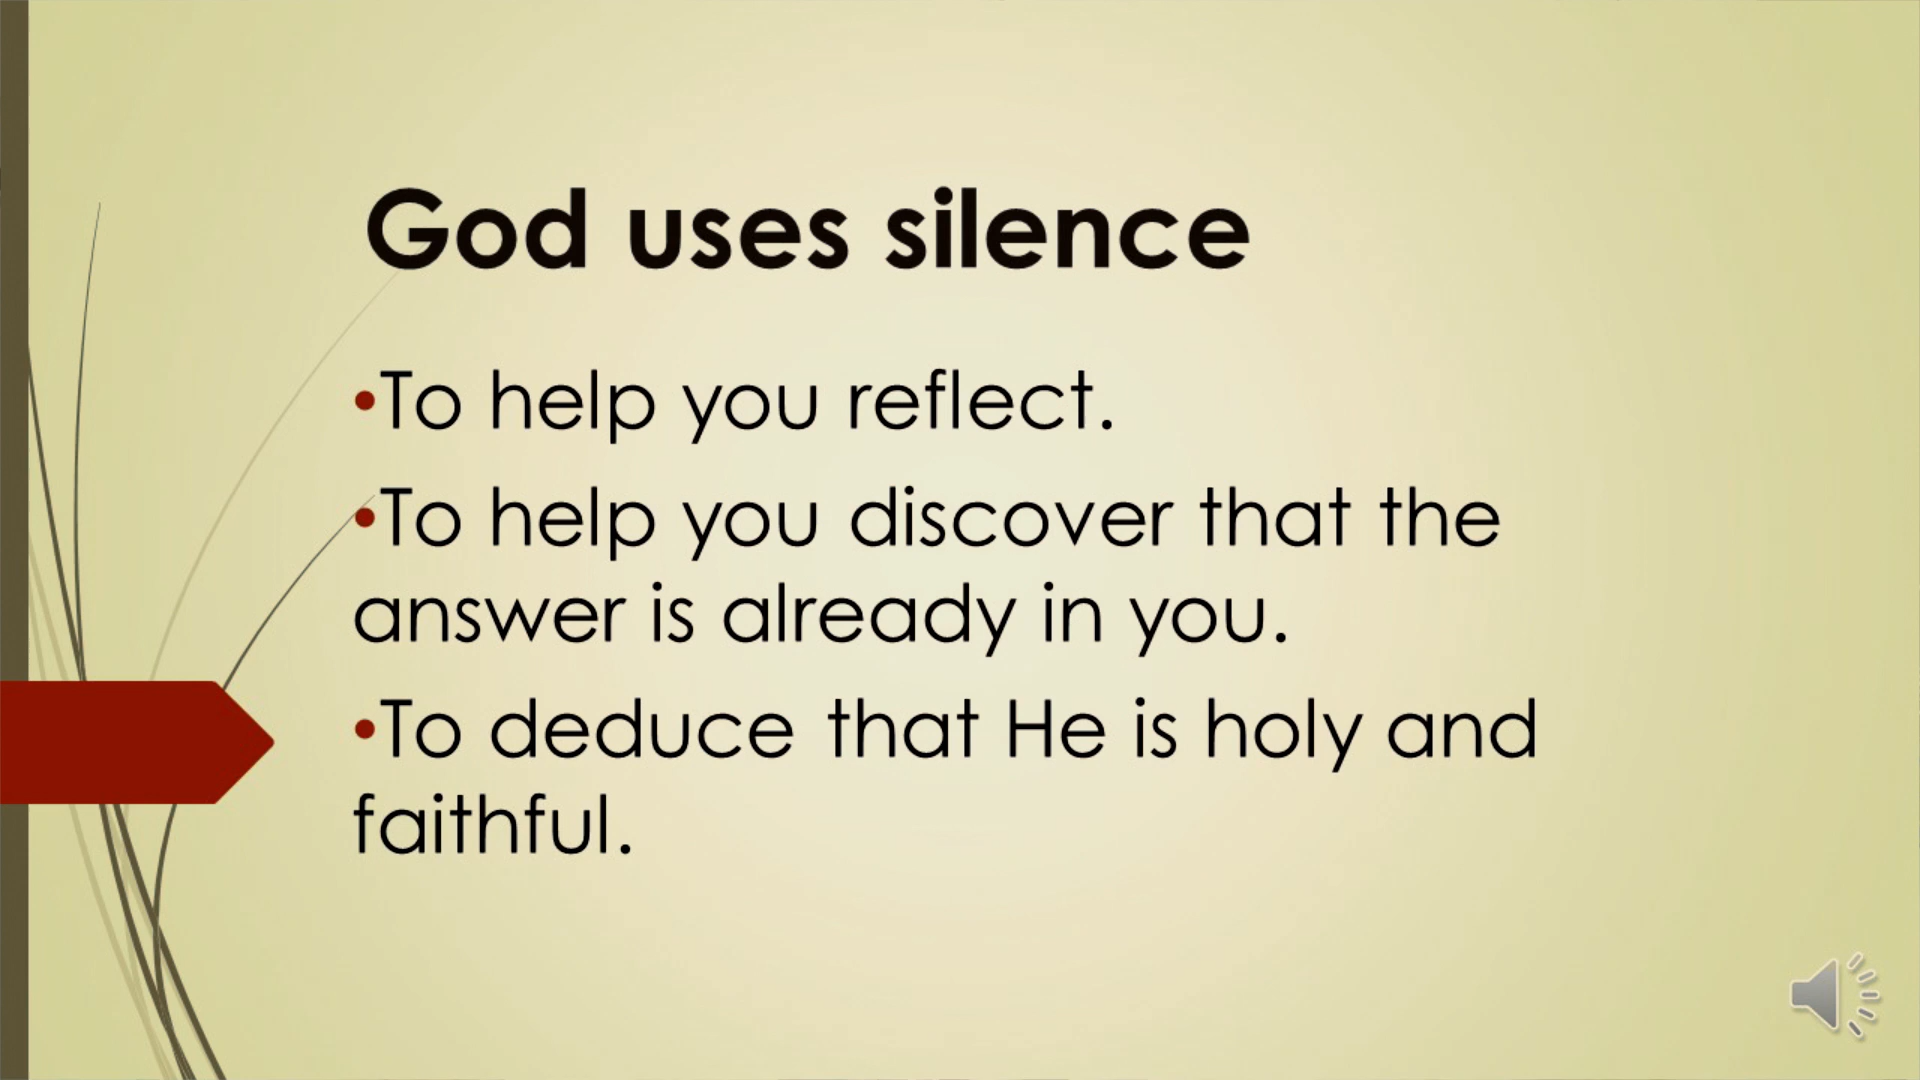 God uses silence
•To help you reflect.
•To help you discover that the
answer is already in you.
•To deduce that He is holy and
faithful.